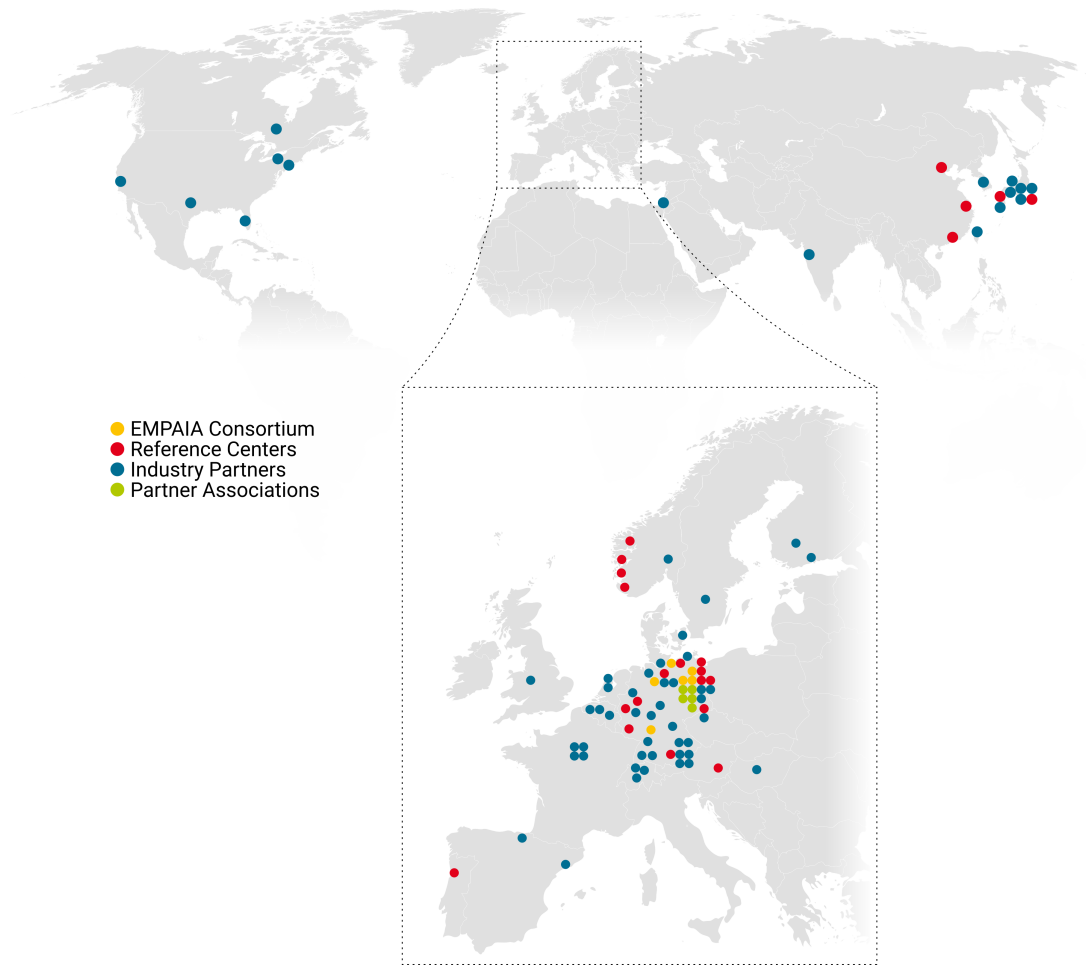 EMPAIA Consortium
Reference Centers
Industry Partners
Partner Associations